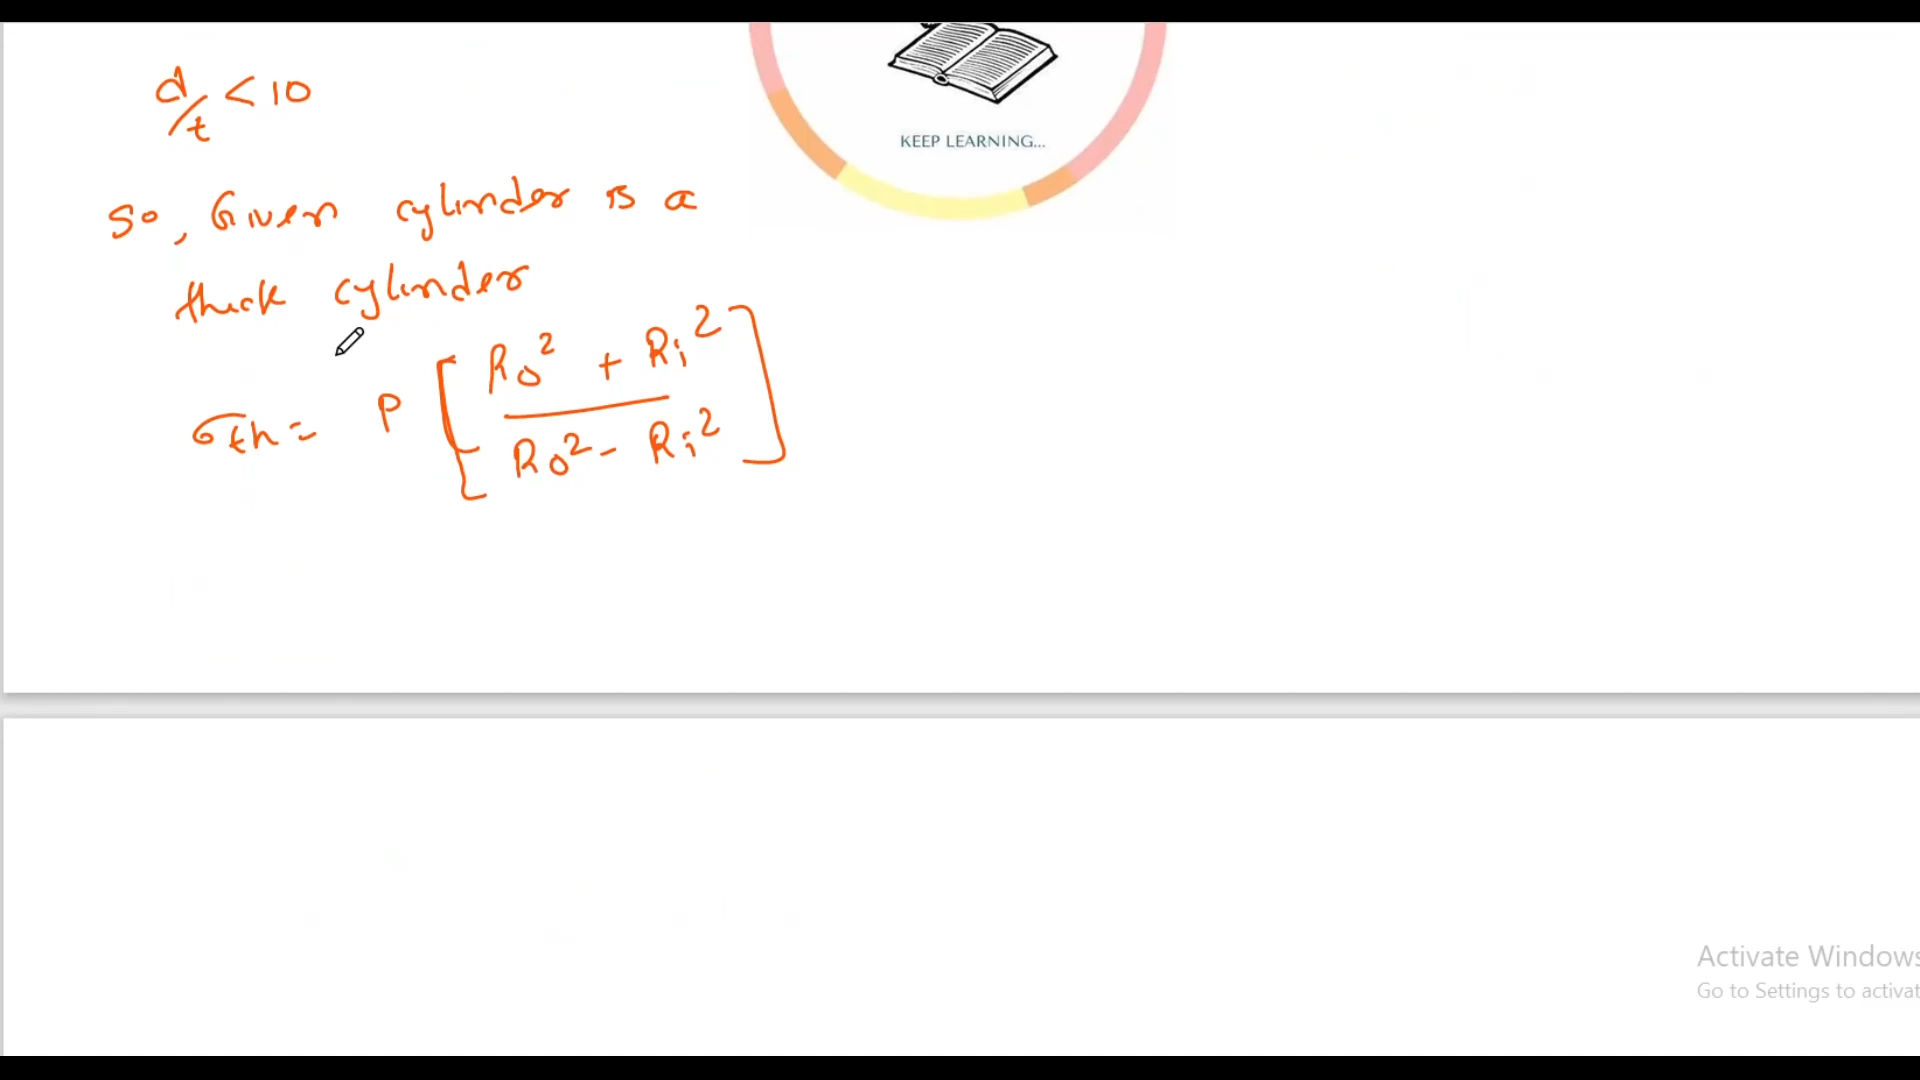 d/t < 10
KEEP LEARNING...
So, Given cylinder is a
thick cylinder
σth = P [ Ro² + Ri² / Ro² - Ri² ]
Activate Windows
Go to Settings to activat